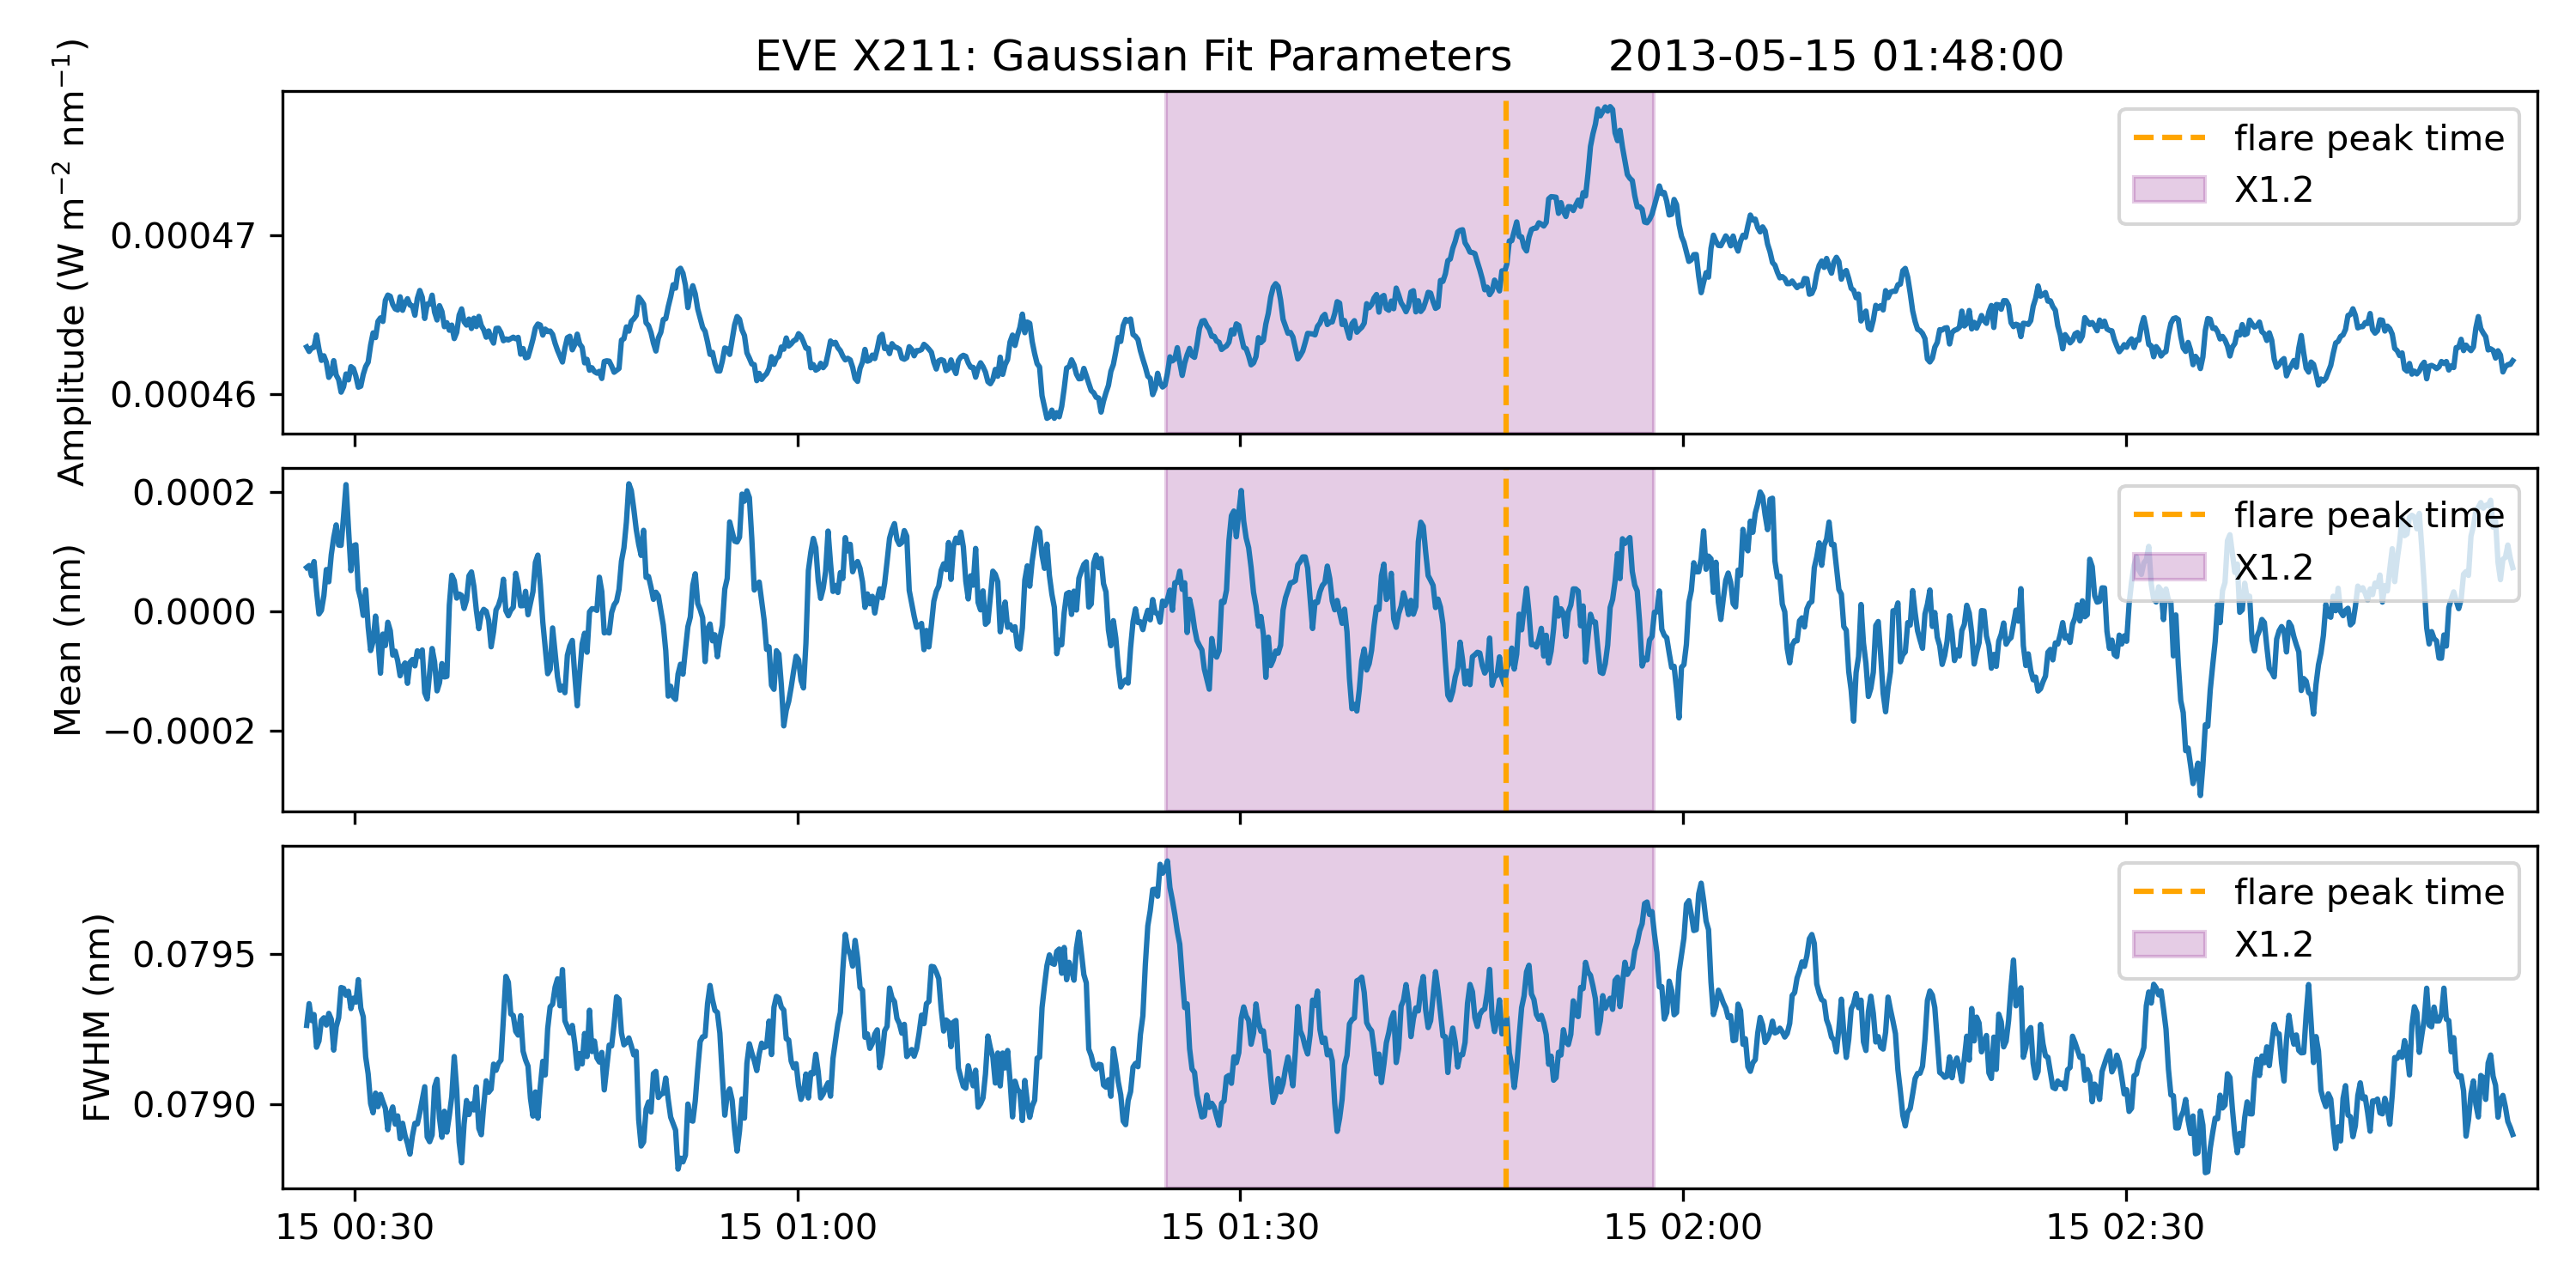 EVE X211: Gaussian Fit Parameters 2013-05-15 01:48:00
Amplitude (W m⁻² nm⁻¹)
0.00047
0.00046
flare peak time
X1.2
Mean (nm)
0.0002
0.0000
−0.0002
flare peak time
X1.2
FWHM (nm)
0.0795
0.0790
flare peak time
X1.2
15 00:30 15 01:00 15 01:30 15 02:00 15 02:30